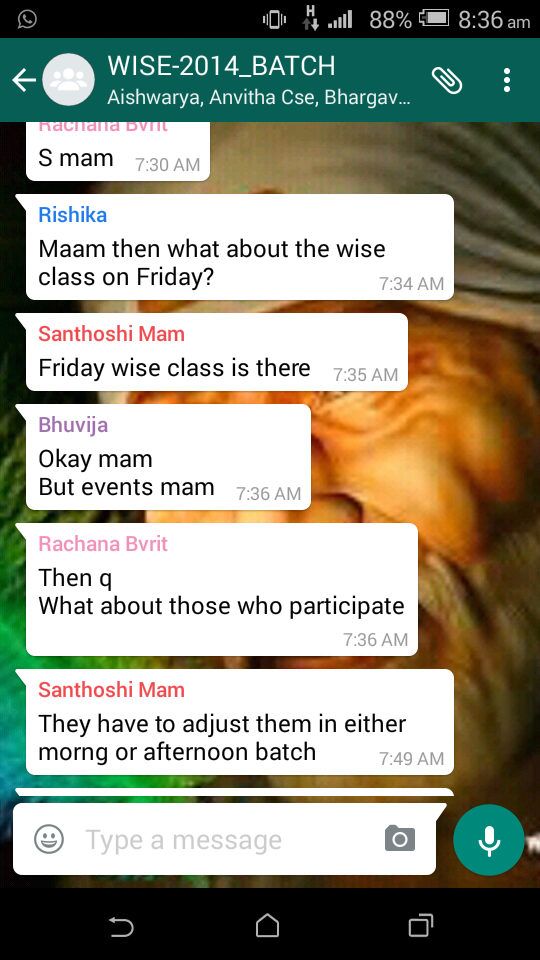 88% 8:36 am
H
WISE-2014_BATCH
Aishwarya, Anvitha Cse, Bhargav...
Rachana Bvrit
S mam 7:30 AM
Rishika
Maam then what about the wise
class on Friday?
7:34 AM
Santhoshi Mam
Friday wise class is there 7:35 AM
Bhuvija
Okay mam
But events mam 7:36 AM
Rachana Bvrit
Then q
What about those who participate
7:36 AM
Santhoshi Mam
They have to adjust them in either
morng or afternoon batch 7:49 AM
Type a message